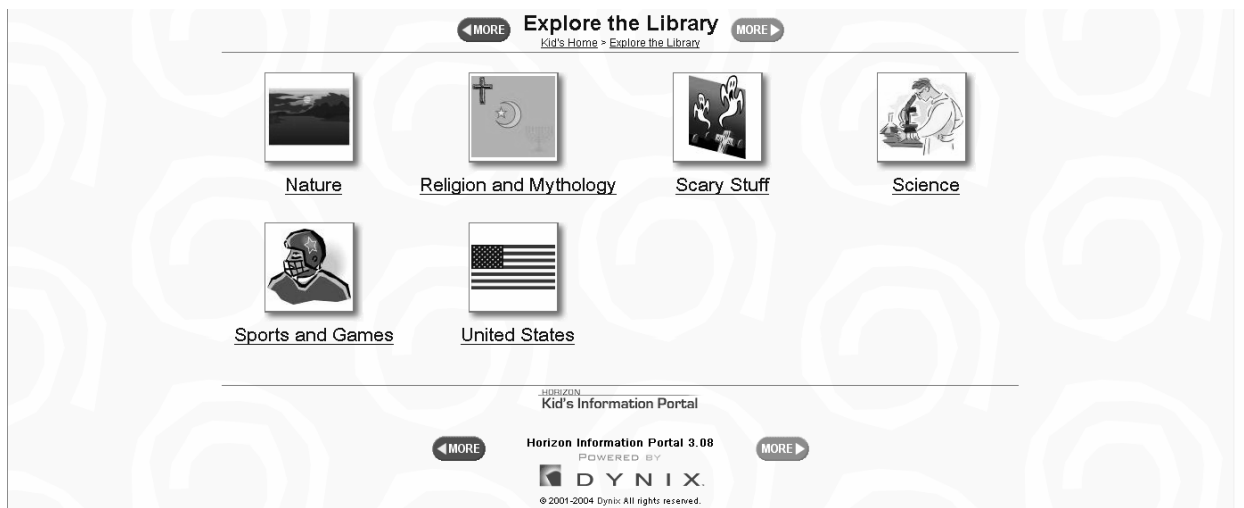 MORE Explore the Library MORE
Kid's Home > Explore the Library
Nature Religion and Mythology Scary Stuff Science
Sports and Games United States
HORIZON
Kid's Information Portal
MORE Horizon Information Portal 3.08 MORE
POWERED BY
DYNIX.
© 2001-2004 Dynix All rights reserved.